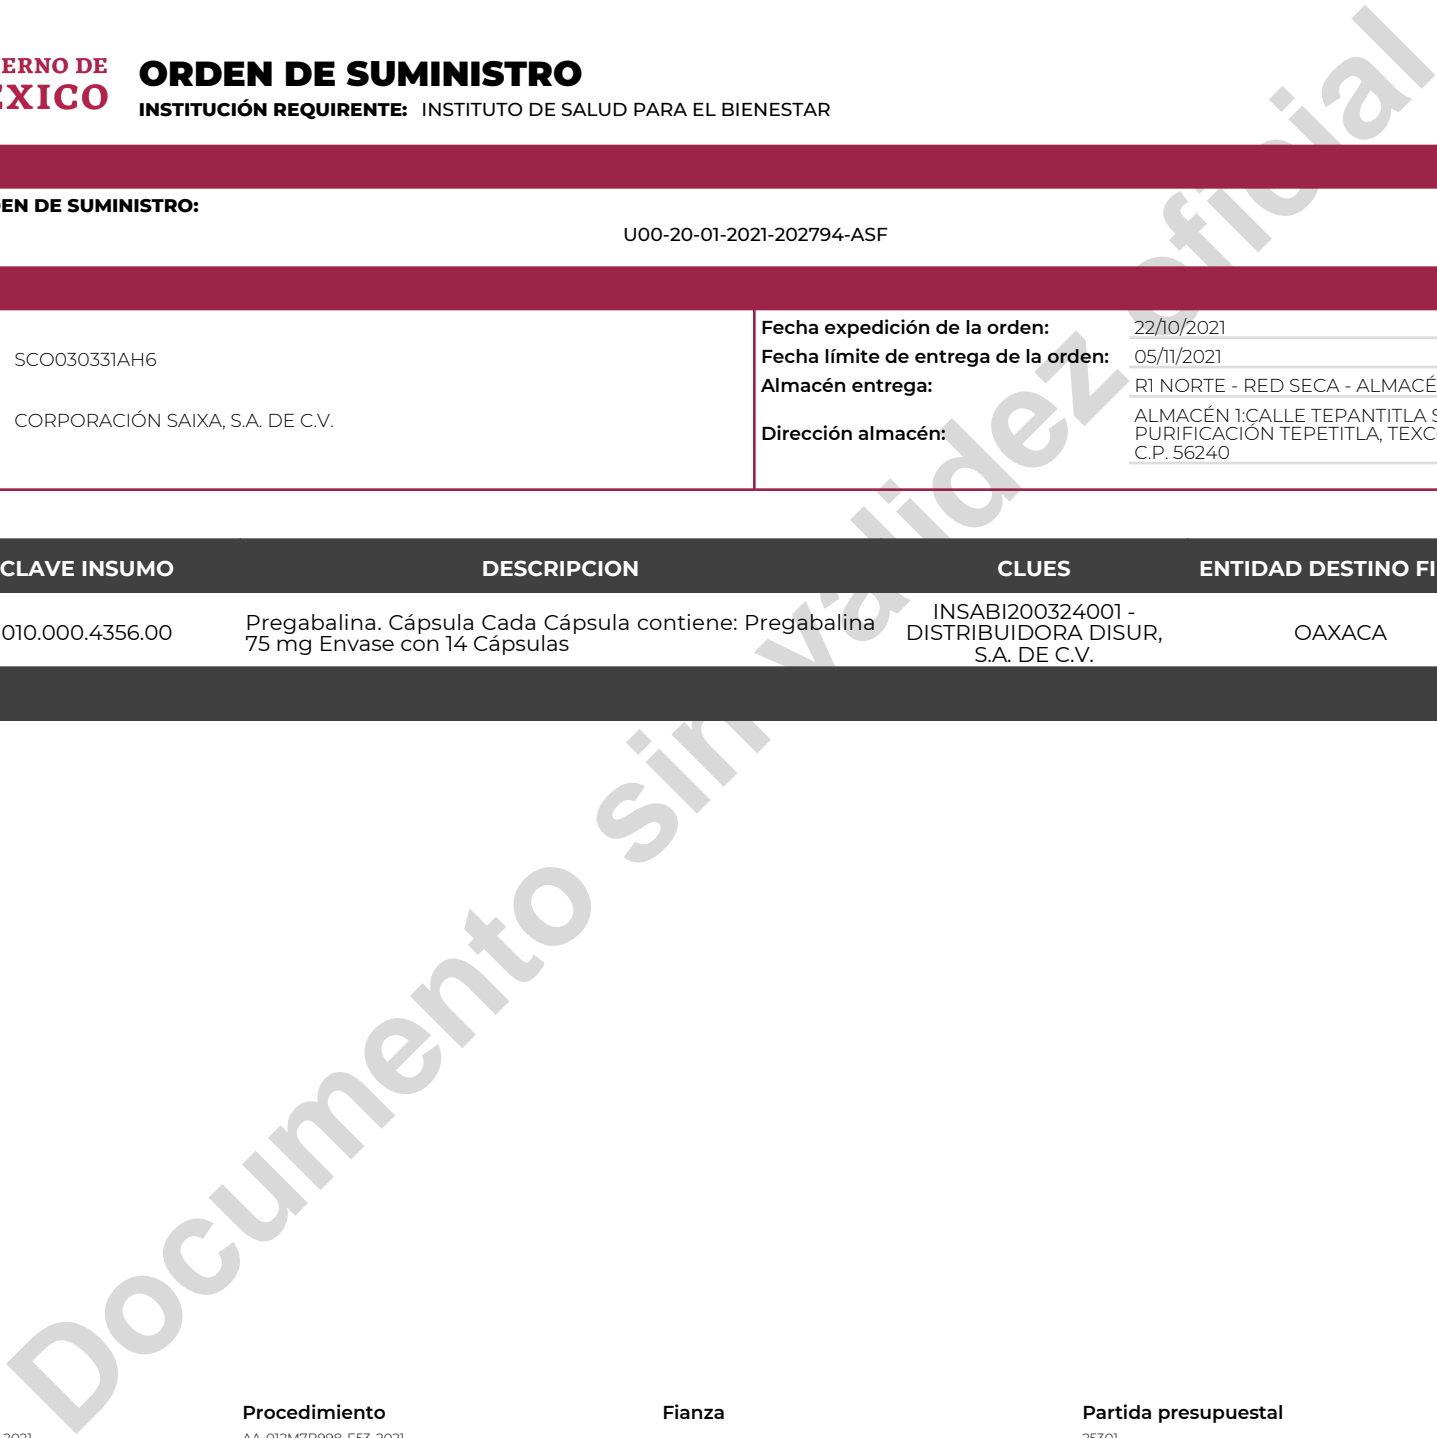 ERNO DE
ORDEN DE SUMINISTRO
INSTITUCIÓN REQUIRENTE: INSTITUTO DE SALUD PARA EL BIENESTAR
EN DE SUMINISTRO:
U00-20-01-2021-202794-ASF
SCO030331AH6
CORPORACIÓN SAIXA, S.A. DE C.V.
Fecha expedición de la orden: 22/10/2021
Fecha límite de entrega de la orden: 05/11/2021
Almacén entrega: R1 NORTE - RED SECA - ALMACÉ
Dirección almacén: ALMACÉN 1:CALLE TEPANTITLA S
PURIFICACIÓN TEPETITLA, TEXC
C.P. 56240
CLAVE INSUMO DESCRIPCION CLUES ENTIDAD DESTINO FI
010.000.4356.00
Pregabalina. Cápsula Cada Cápsula contiene: Pregabalina
75 mg Envase con 14 Cápsulas
INSABI200324001 -
DISTRIBUIDORA DISUR,
S.A. DE C.V.
OAXACA
Documento sin validez oficial
Procedimiento Fianza Partida presupuestal